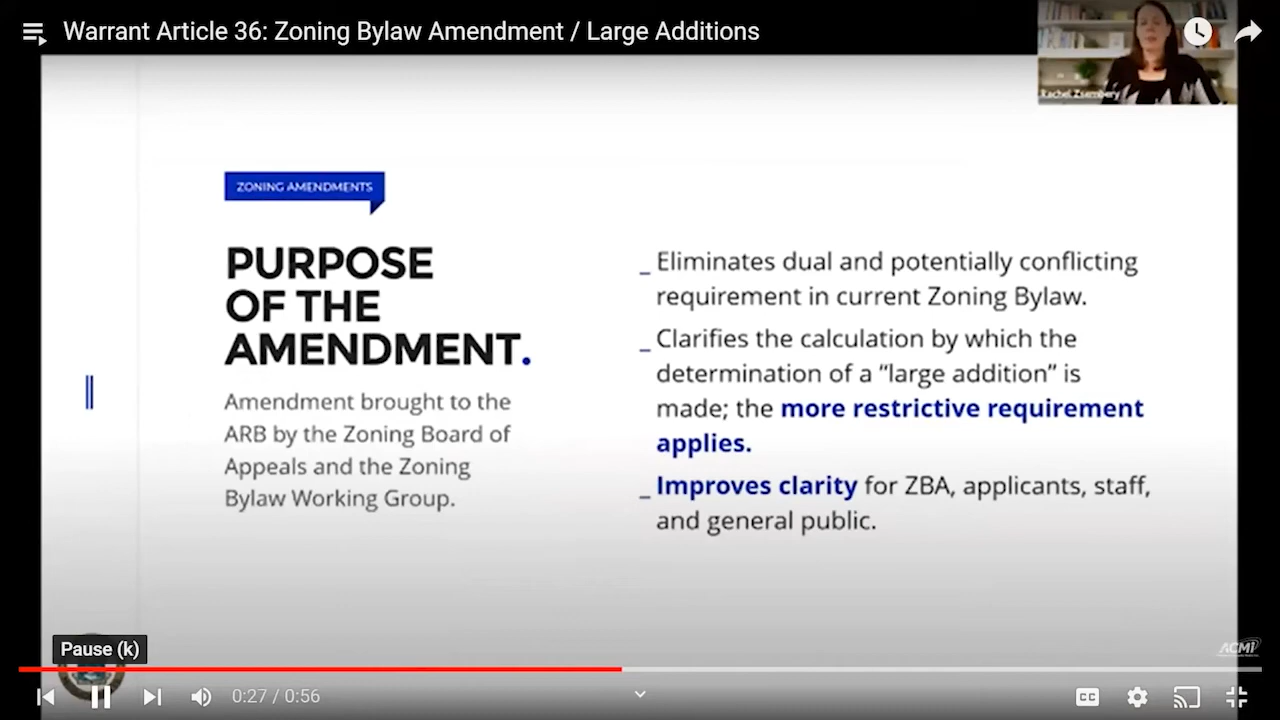 Warrant Article 36: Zoning Bylaw Amendment / Large Additions
Rachel Zsembery
ZONING AMENDMENTS
PURPOSE
OF THE
AMENDMENT.
Amendment brought to the
ARB by the Zoning Board of
Appeals and the Zoning
Bylaw Working Group.
_ Eliminates dual and potentially conflicting
requirement in current Zoning Bylaw.
_ Clarifies the calculation by which the
determination of a “large addition” is
made; the more restrictive requirement
applies.
_ Improves clarity for ZBA, applicants, staff,
and general public.
Pause (k)
ACMi
0:27 / 0:56
CC